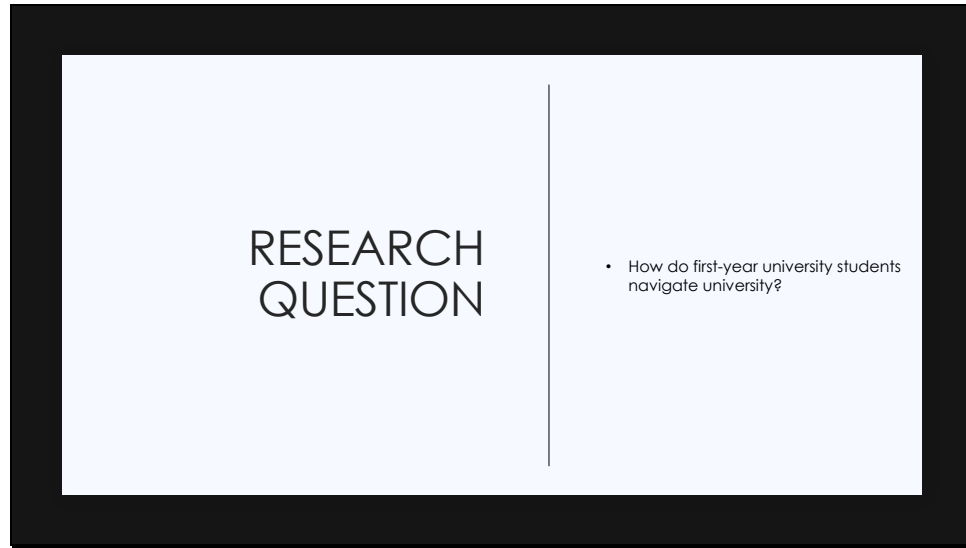 RESEARCH
QUESTION
• How do first-year university students
navigate university?